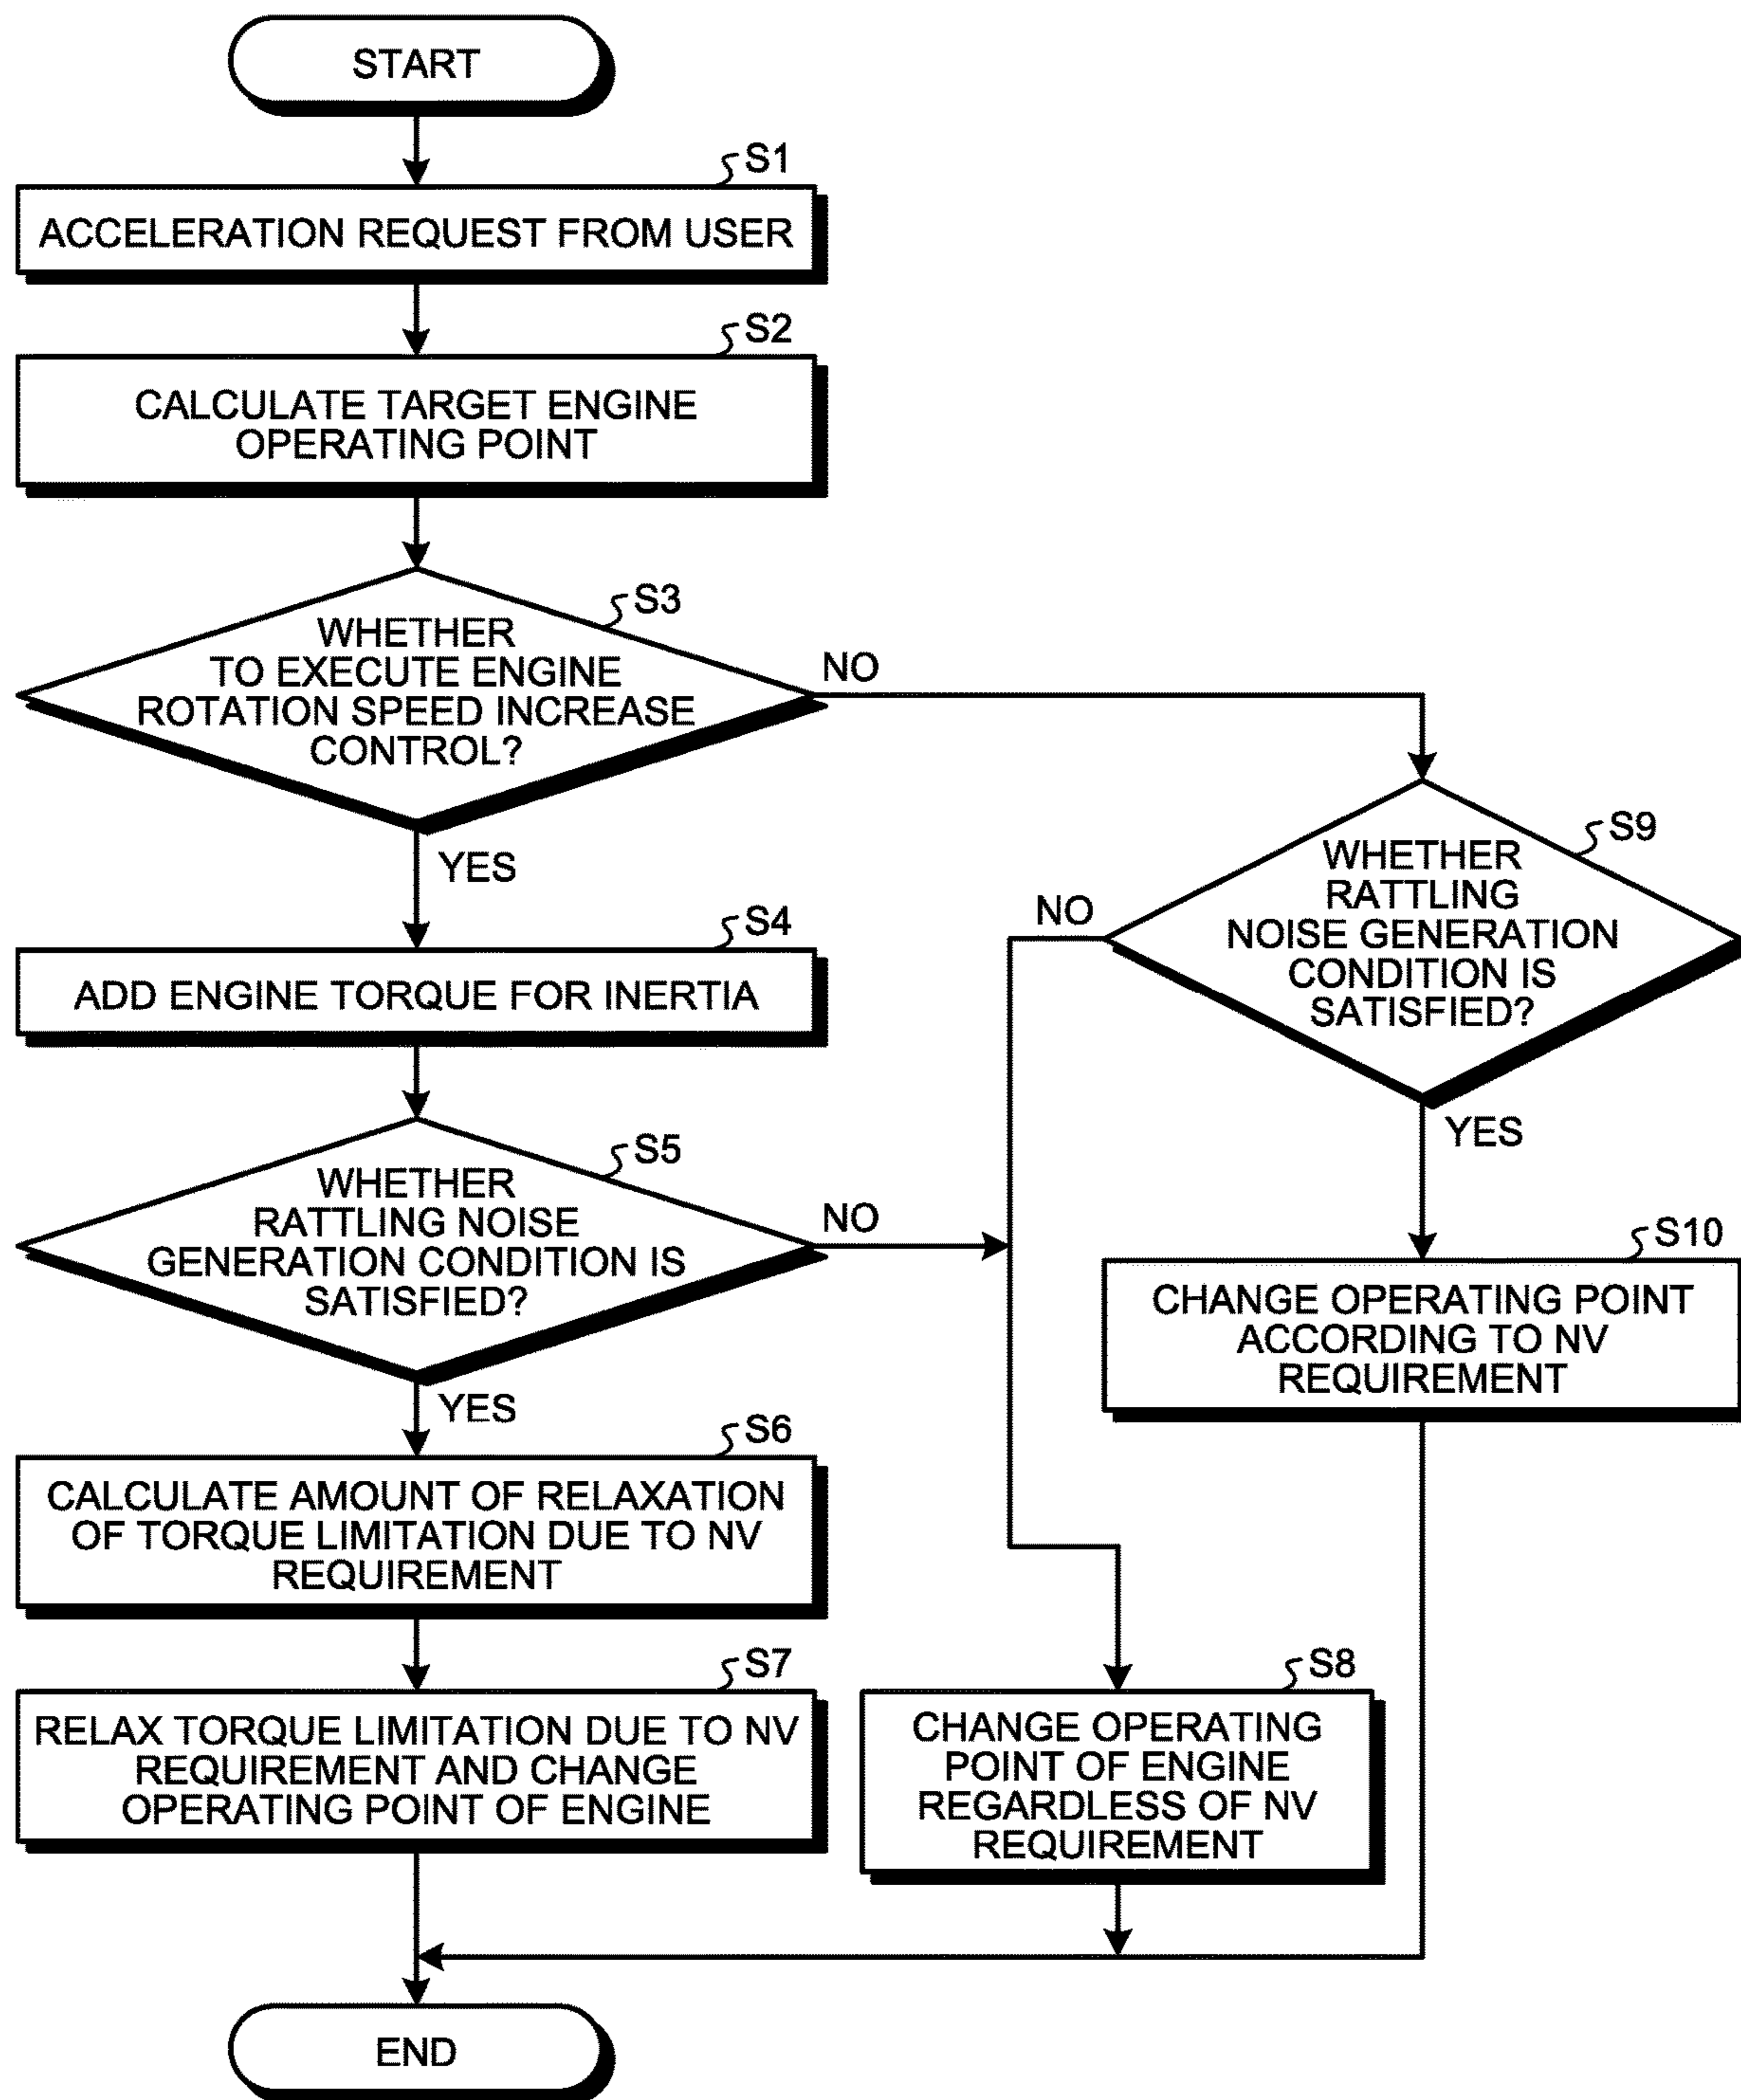 START
S1
ACCELERATION REQUEST FROM USER
S2
CALCULATE TARGET ENGINE
OPERATING POINT
S3
WHETHER
TO EXECUTE ENGINE
ROTATION SPEED INCREASE
CONTROL?
NO
YES
S4
ADD ENGINE TORQUE FOR INERTIA
S5
WHETHER
RATTLING NOISE
GENERATION CONDITION IS
SATISFIED?
NO
YES
S6
CALCULATE AMOUNT OF RELAXATION
OF TORQUE LIMITATION DUE TO NV
REQUIREMENT
S7
RELAX TORQUE LIMITATION DUE TO NV
REQUIREMENT AND CHANGE
OPERATING POINT OF ENGINE
S8
CHANGE OPERATING
POINT OF ENGINE
REGARDLESS OF NV
REQUIREMENT
S9
WHETHER
RATTLING
NOISE GENERATION
CONDITION IS
SATISFIED?
NO
YES
S10
CHANGE OPERATING POINT
ACCORDING TO NV
REQUIREMENT
END